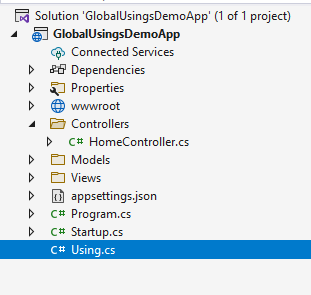 Solution 'GlobalUsingsDemoApp' (1 of 1 project)
GlobalUsingsDemoApp
Connected Services
Dependencies
Properties
wwwroot
Controllers
C# HomeController.cs
Models
Views
appsettings.json
C# Program.cs
C# Startup.cs
C# Using.cs